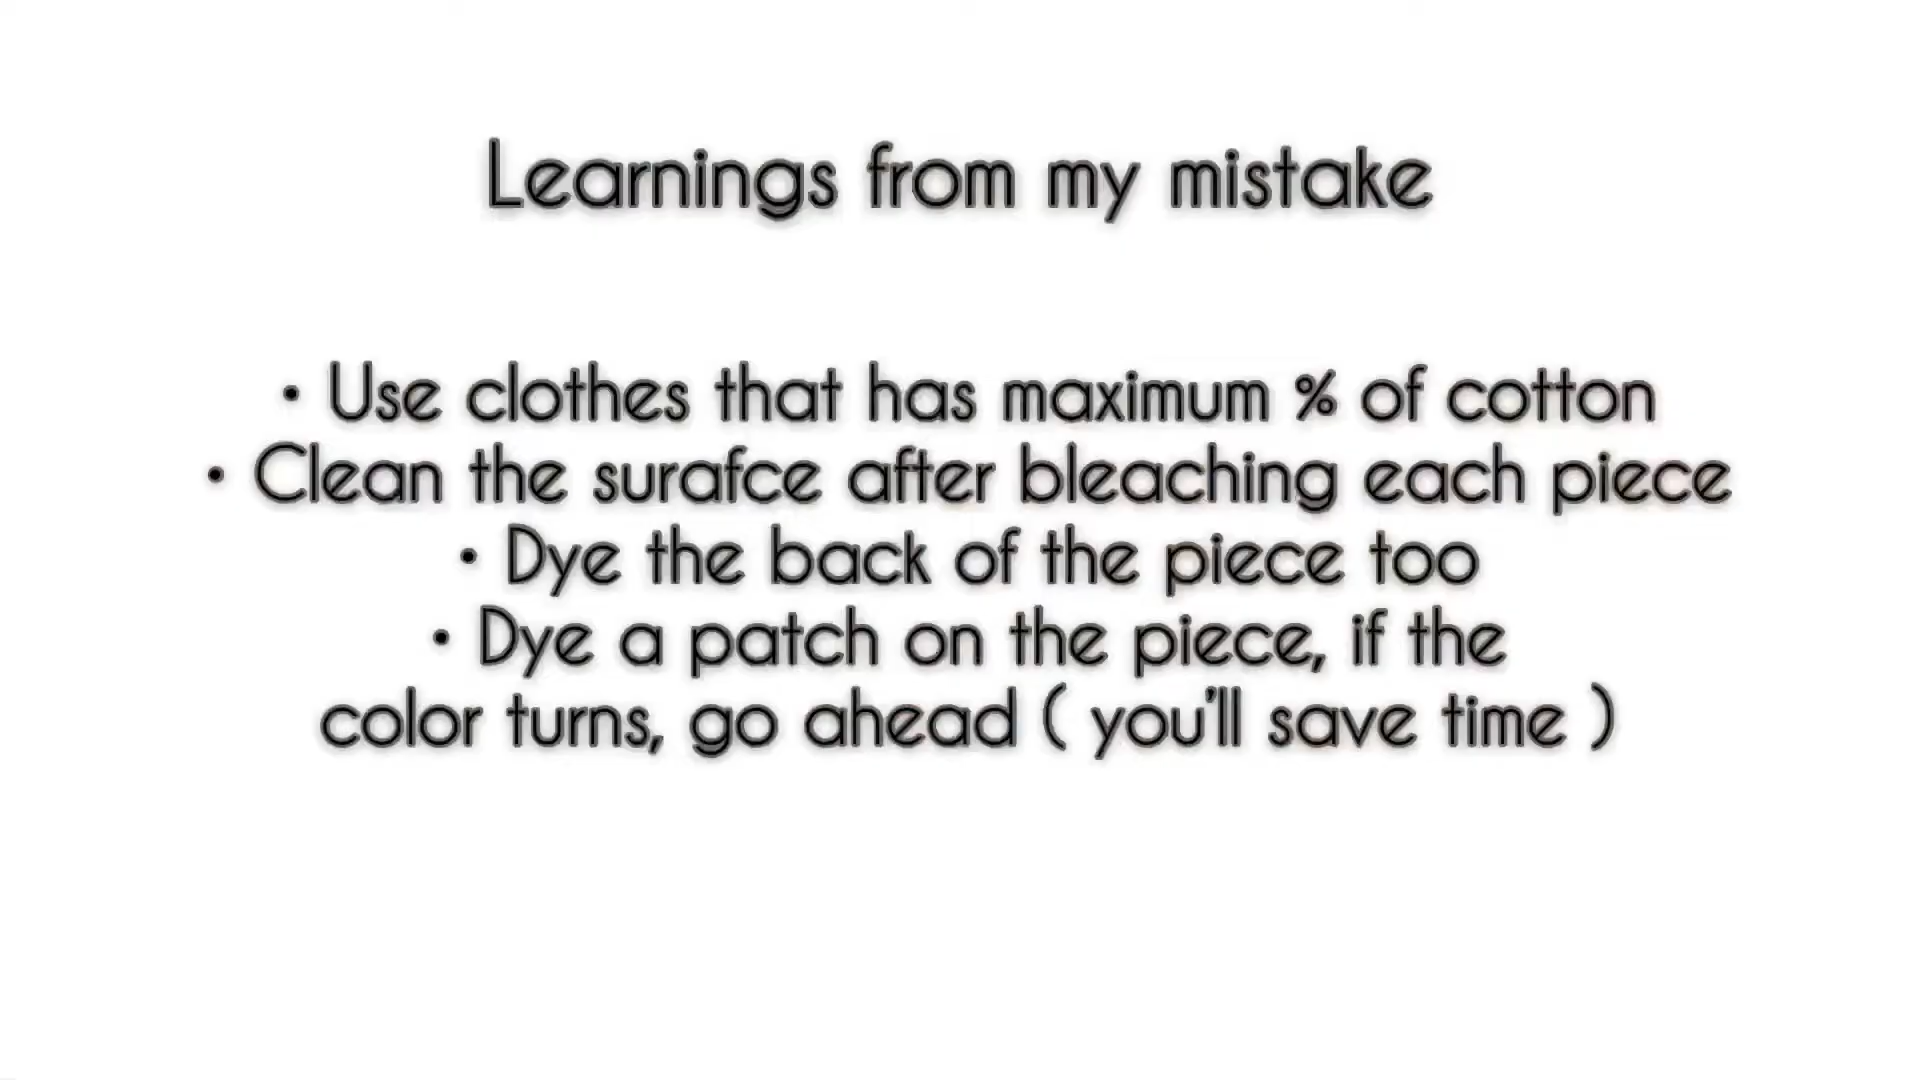 Learnings from my mistake
• Use clothes that has maximum % of cotton
• Clean the surafce after bleaching each piece
• Dye the back of the piece too
• Dye a patch on the piece, if the
color turns, go ahead ( you'll save time )